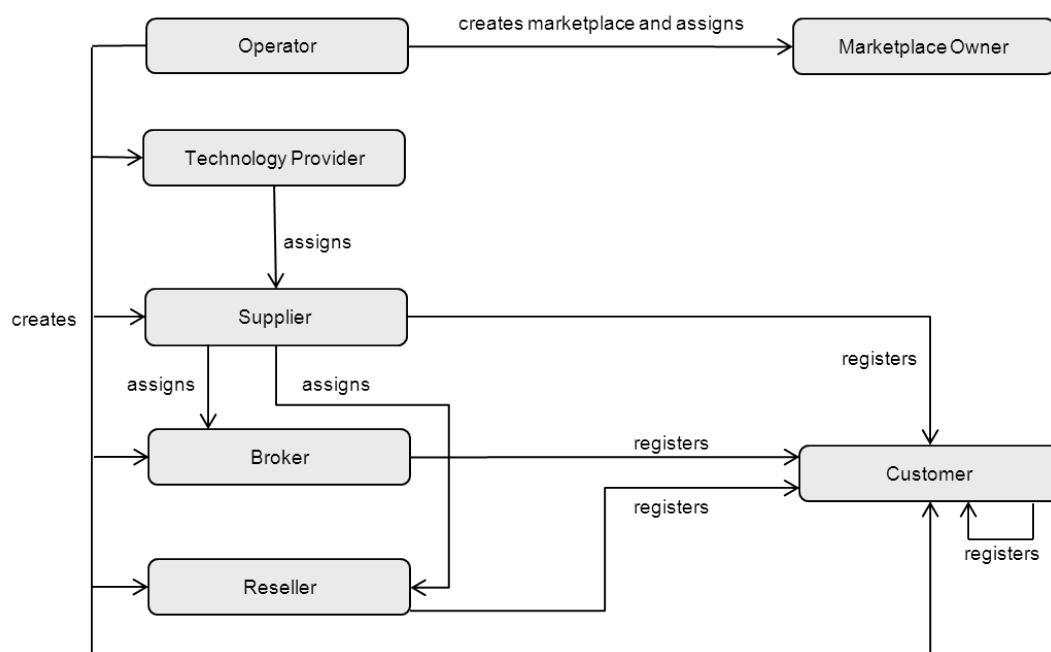 creates marketplace and assigns
Operator
Marketplace Owner
Technology Provider
assigns
Supplier
creates
registers
assigns
assigns
registers
Broker
Customer
registers
registers
Reseller